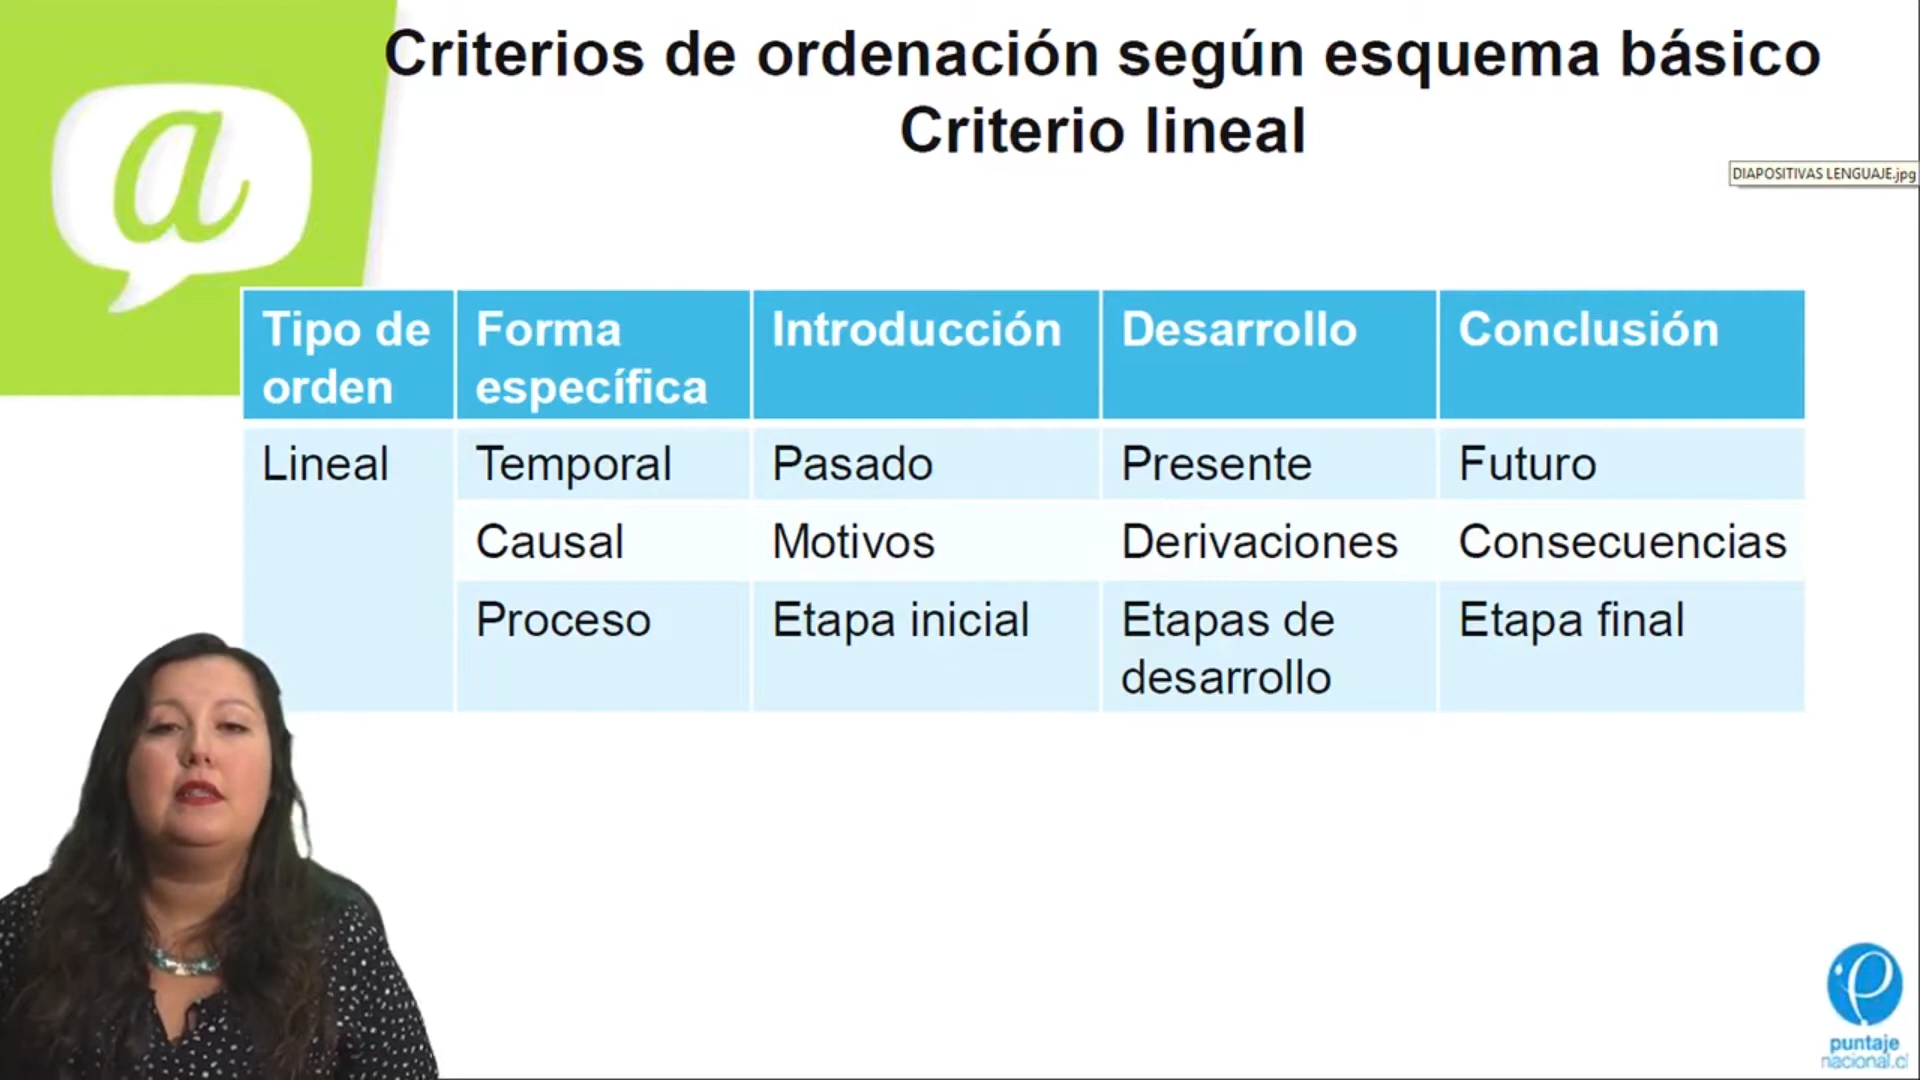 Criterios de ordenación según esquema básico
Criterio lineal
DIAPOSITIVAS LENGUAJE.jpg
a
Tipo de orden
Forma específica
Introducción
Desarrollo
Conclusión
Lineal
Temporal
Pasado
Presente
Futuro
Causal
Motivos
Derivaciones
Consecuencias
Proceso
Etapa inicial
Etapas de desarrollo
Etapa final
puntaje
nacional.cl